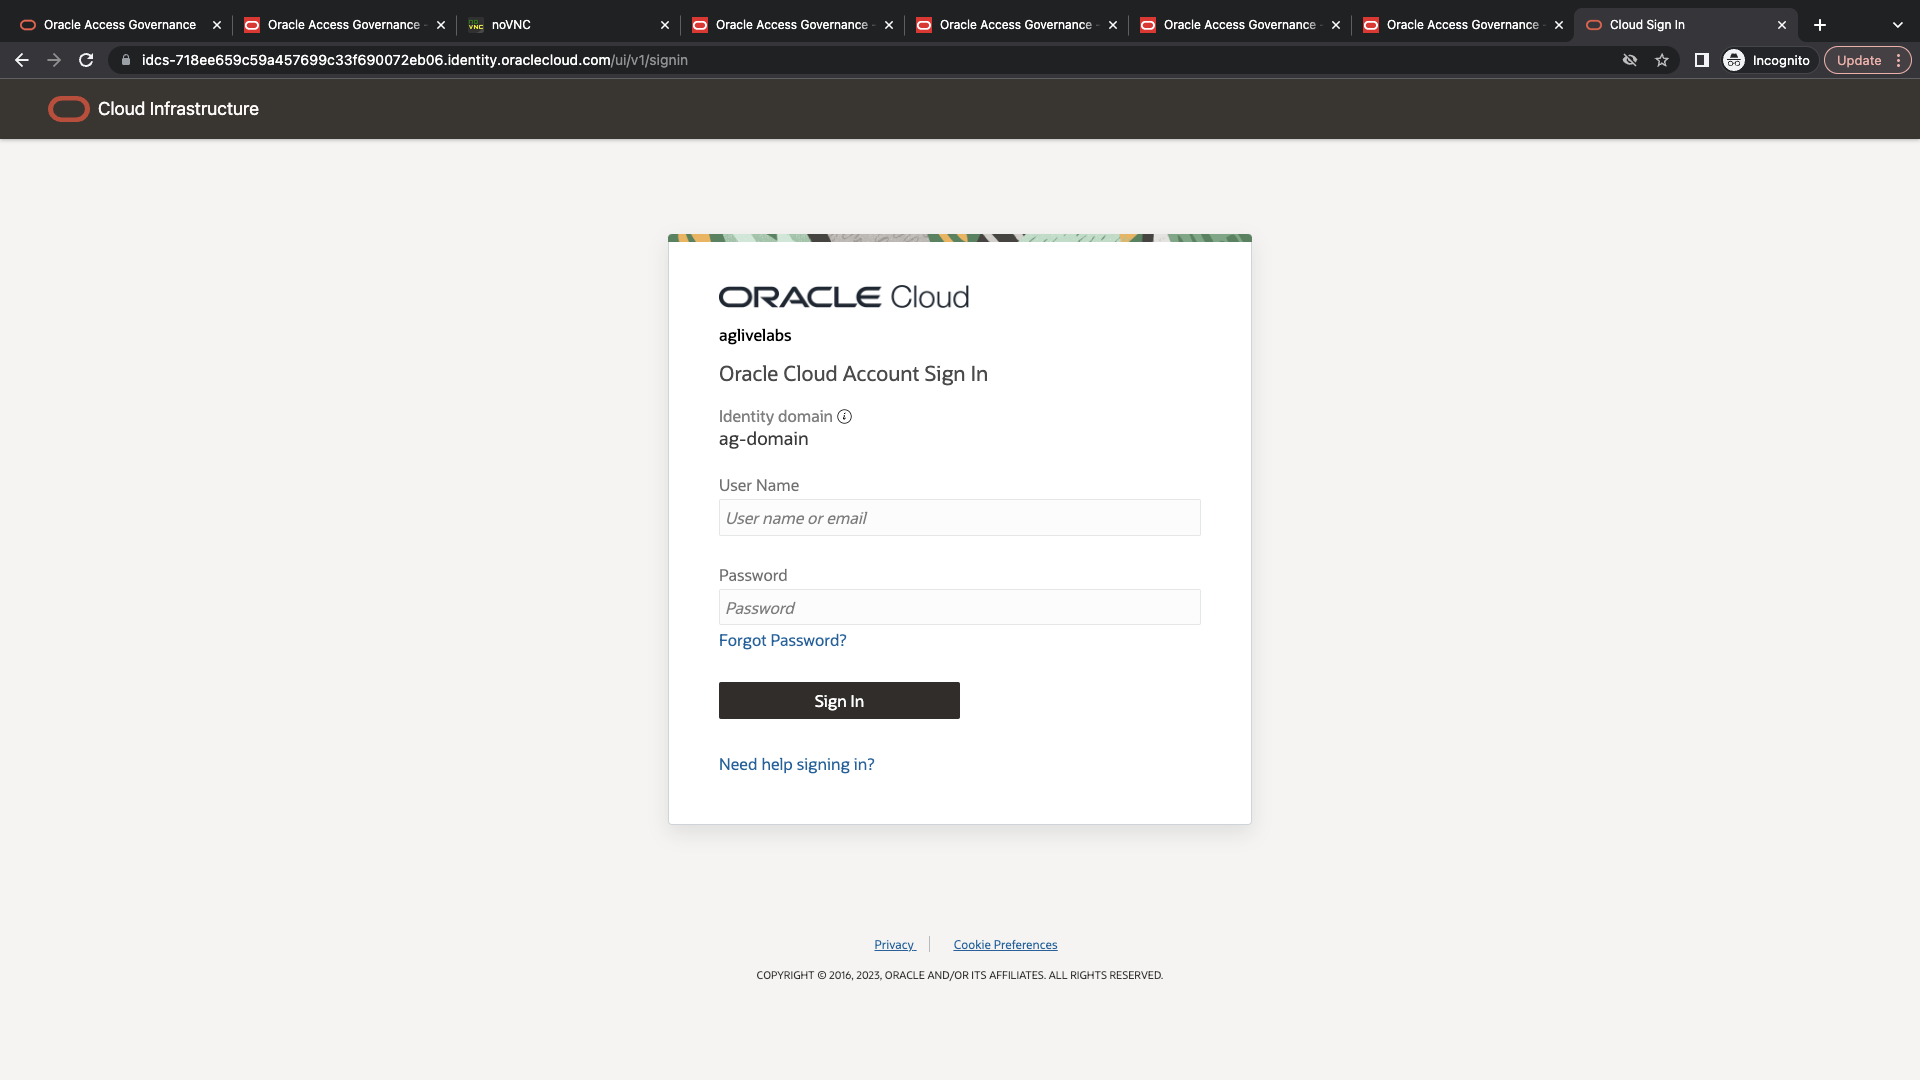 Oracle Access Governance
Oracle Access Governance -
noVNC
Oracle Access Governance -
Oracle Access Governance -
Oracle Access Governance -
Oracle Access Governance -
Cloud Sign In
idcs-718ee659c59a457699c33f690072eb06.identity.oraclecloud.com/ui/v1/signin
Incognito
Update
Cloud Infrastructure
ORACLE Cloud
aglivelabs
Oracle Cloud Account Sign In
Identity domain
ag-domain
User Name
User name or email
Password
Password
Forgot Password?
Sign In
Need help signing in?
Privacy
Cookie Preferences
COPYRIGHT © 2016, 2023, ORACLE AND/OR ITS AFFILIATES. ALL RIGHTS RESERVED.